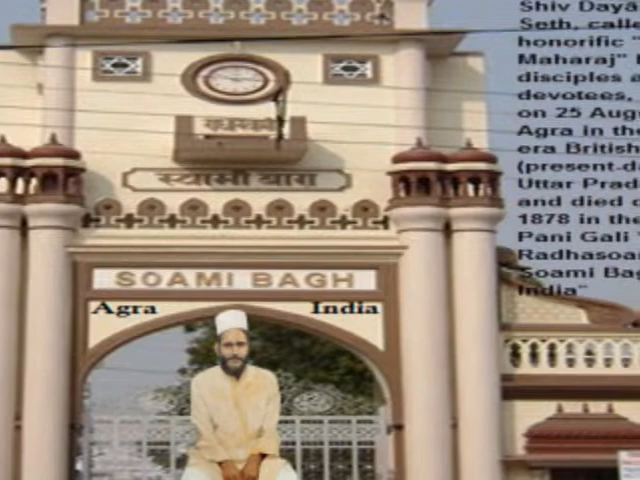 राधास्वामी
स्वामी बाग
SOAMI BAGH
Agra India
Shiv Dayā
Seth, calle
honorific "
Maharaj"
disciples a
devotees,
on 25 Aug
Agra in the
era British
(present-d
Uttar Prad
and died o
1878 in the
Pani Gali
Radhasoa
Soami Bag
India"